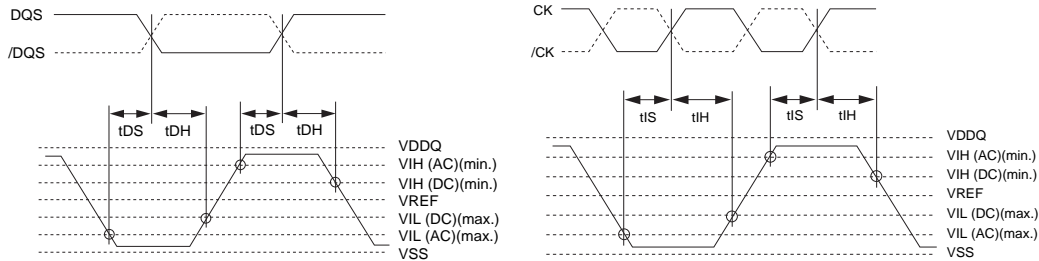 DQS
/DQS
tDS tDH tDS tDH
VDDQ
VIH (AC)(min.)
VIH (DC)(min.)
VREF
VIL (DC)(max.)
VIL (AC)(max.)
VSS
CK
/CK
tIS tIH tIS tIH
VDDQ
VIH (AC)(min.)
VIH (DC)(min.)
VREF
VIL (DC)(max.)
VIL (AC)(max.)
VSS